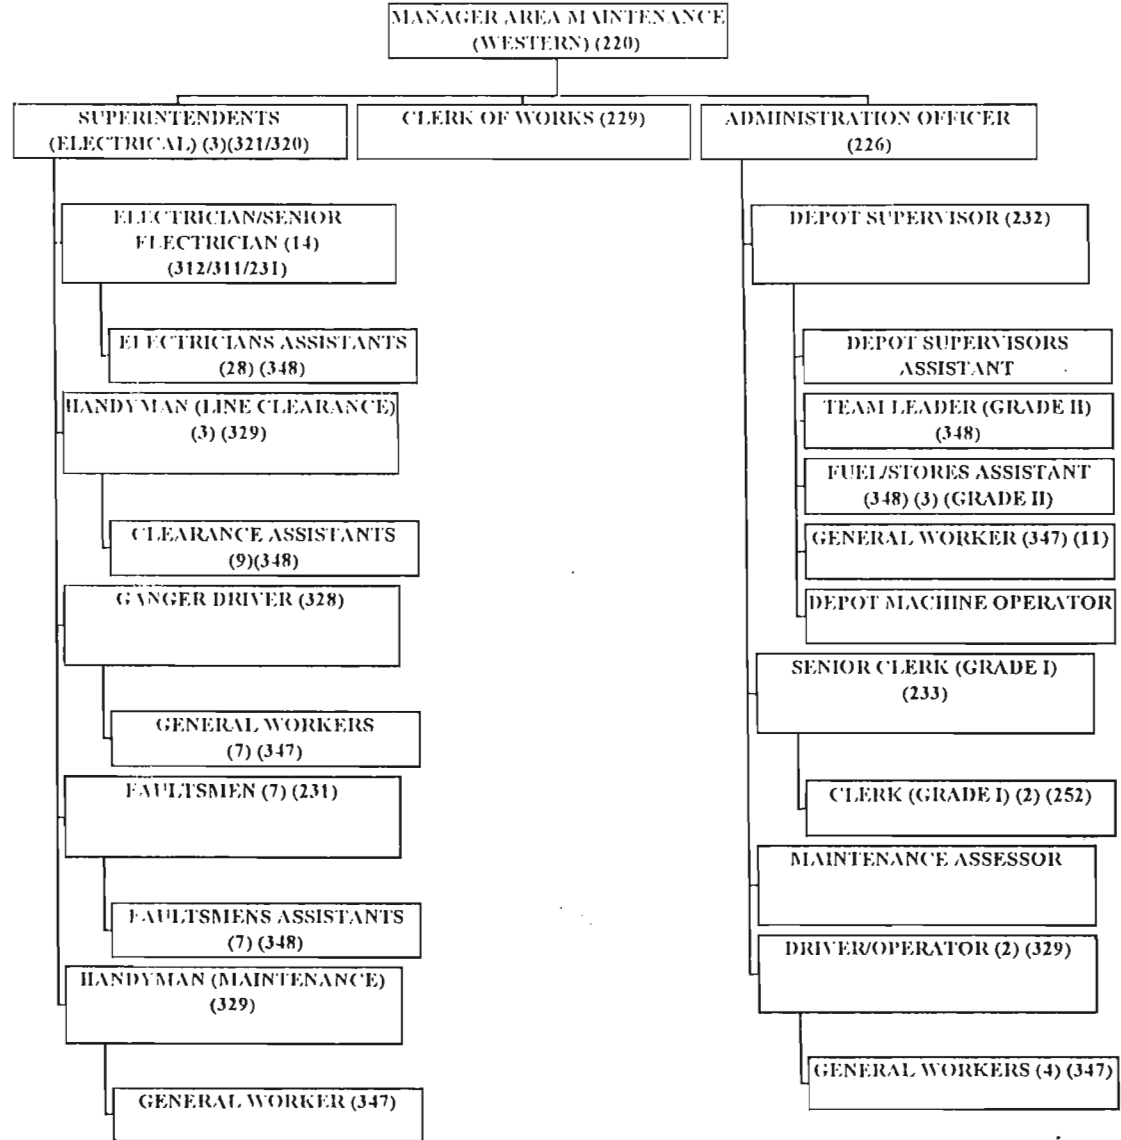 MANAGER AREA MAINTENANCE
(WESTERN) (220)
SUPERINTENDENTS
(ELECTRICAL) (3)(321/320)
CLERK OF WORKS (229)
ADMINISTRATION OFFICER
(226)
ELECTRICIAN/SENIOR
ELECTRICIAN (14)
(312/311/231)
ELECTRICIANS ASSISTANTS
(28) (348)
HANDYMAN (LINE CLEARANCE)
(3) (329)
CLEARANCE ASSISTANTS
(9)(348)
GANGER DRIVER (328)
GENERAL WORKERS
(7) (347)
FAULTSMEN (7) (231)
FAULTSMENS ASSISTANTS
(7) (348)
HANDYMAN (MAINTENANCE)
(329)
GENERAL WORKER (347)
DEPOT SUPERVISOR (232)
DEPOT SUPERVISORS
ASSISTANT
TEAM LEADER (GRADE II)
(348)
FUEL/STORES ASSISTANT
(348) (3) (GRADE II)
GENERAL WORKER (347) (11)
DEPOT MACHINE OPERATOR
SENIOR CLERK (GRADE I)
(233)
CLERK (GRADE I) (2) (252)
MAINTENANCE ASSESSOR
DRIVER/OPERATOR (2) (329)
GENERAL WORKERS (4) (347)